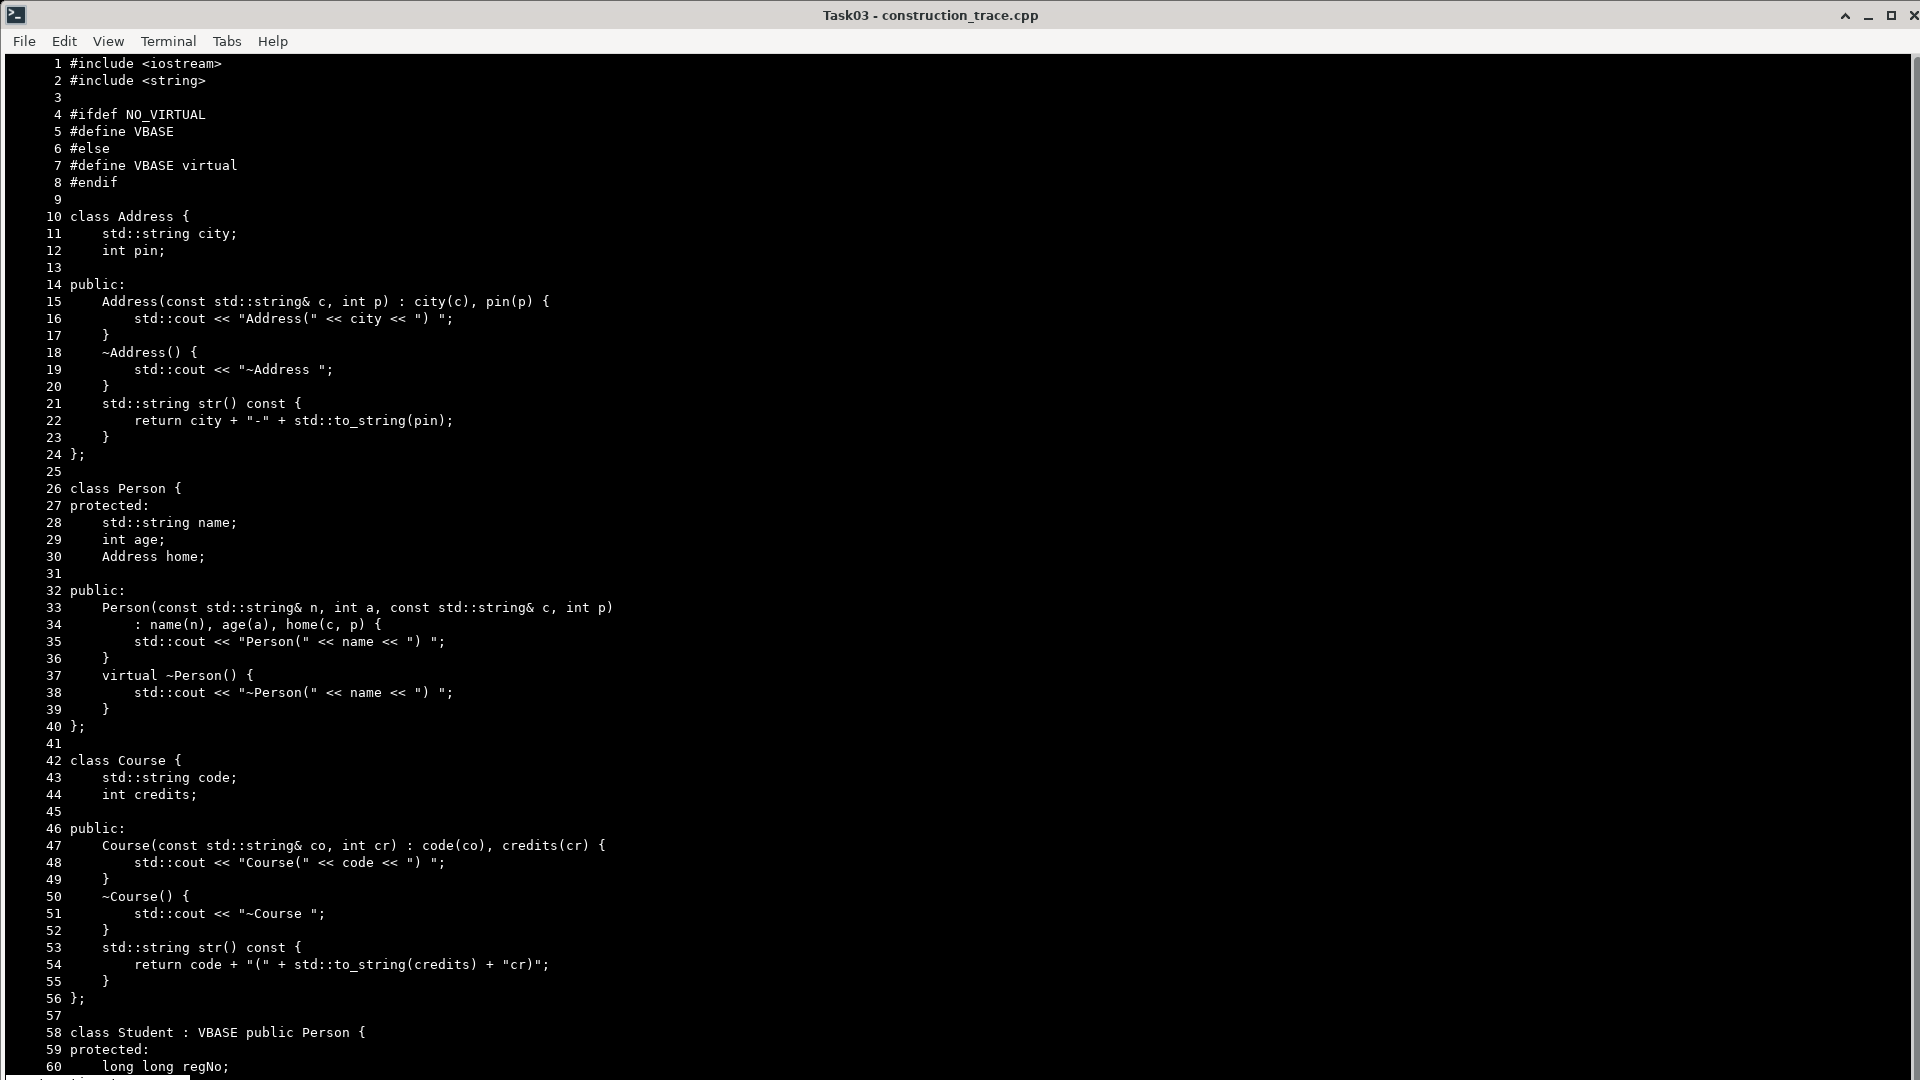 Task03 - construction_trace.cpp
File Edit View Terminal Tabs Help
1 #include <iostream>
2 #include <string>
3
4 #ifdef NO_VIRTUAL
5 #define VBASE
6 #else
7 #define VBASE virtual
8 #endif
9
10 class Address {
11     std::string city;
12     int pin;
13
14 public:
15     Address(const std::string& c, int p) : city(c), pin(p) {
16         std::cout << "Address(" << city << ") ";
17     }
18     ~Address() {
19         std::cout << "~Address ";
20     }
21     std::string str() const {
22         return city + "-" + std::to_string(pin);
23     }
24 };
25
26 class Person {
27 protected:
28     std::string name;
29     int age;
30     Address home;
31
32 public:
33     Person(const std::string& n, int a, const std::string& c, int p)
34         : name(n), age(a), home(c, p) {
35         std::cout << "Person(" << name << ") ";
36     }
37     virtual ~Person() {
38         std::cout << "~Person(" << name << ") ";
39     }
40 };
41
42 class Course {
43     std::string code;
44     int credits;
45
46 public:
47     Course(const std::string& co, int cr) : code(co), credits(cr) {
48         std::cout << "Course(" << code << ") ";
49     }
50     ~Course() {
51         std::cout << "~Course ";
52     }
53     std::string str() const {
54         return code + "(" + std::to_string(credits) + "cr)";
55     }
56 };
57
58 class Student : VBASE public Person {
59 protected:
60     long long regNo;